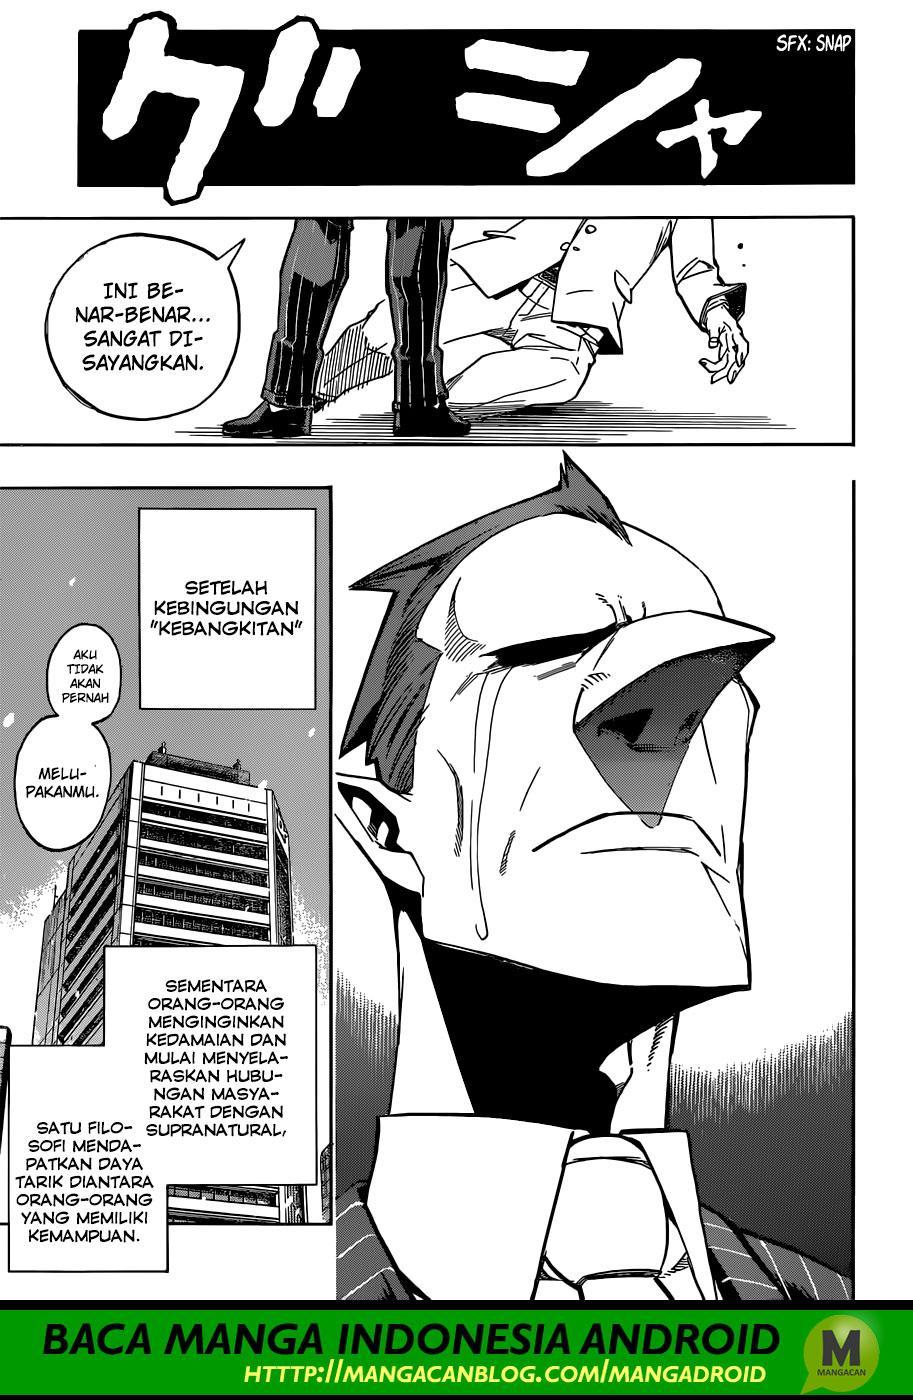 グシャ
SFX: SNAP
INI BE-
NAR-BENAR...
SANGAT DI-
SAYANGKAN.
SETELAH
KEBINGUNGAN
"KEBANGKITAN"
AKU
TIDAK
AKAN
PERNAH
MELU-
PAKANMU.
SEMENTARA
ORANG-ORANG
MENGINGINKAN
KEDAMAIAN DAN
MULAI MENYELA-
RASKAN HUBU-
NGAN MASYA-
RAKAT DENGAN
SUPRANATURAL,
SATU FILO-
SOFI MENDA-
PATKAN DAYA
TARIK DIANTARA
ORANG-ORANG
YANG MEMILIKI
KEMAMPUAN.
BACA MANGA INDONESIA ANDROID
HTTTP://MANGACANBLOG.COM/MANGADROID
M
MANGACAN